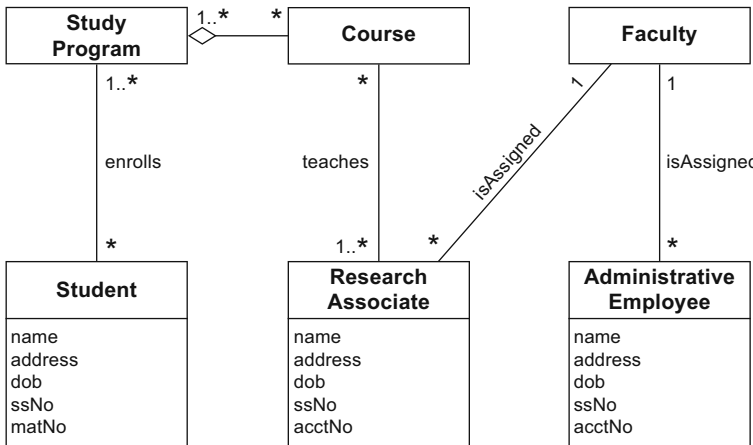 Study
Program
1..*
*
Course
Faculty
1..*
*
1
1
enrolls
teaches
isAssigned
isAssigned
*
1..*
*
*
Student
Research
Associate
Administrative
Employee
name
address
dob
ssNo
matNo
name
address
dob
ssNo
acctNo
name
address
dob
ssNo
acctNo